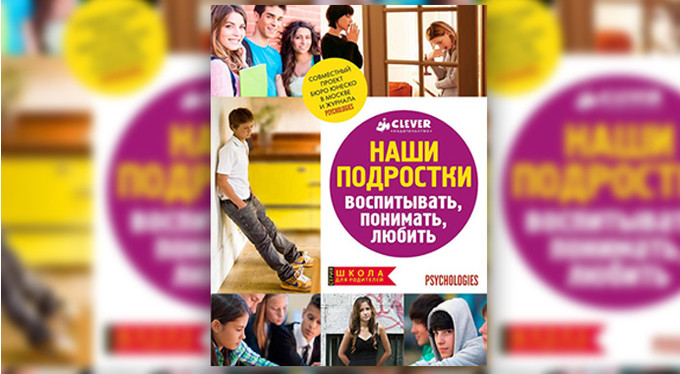 СОВМЕСТНЫЙ
ПРОЕКТ
БЮРО ЮНЕСКО
В МОСКВЕ
И ЖУРНАЛА
PSYCHOLOGIES
CLEVER
ИЗДАТЕЛЬСТВО
НАШИ
ПОДРОСТКИ
ВОСПИТЫВАТЬ,
ПОНИМАТЬ,
ЛЮБИТЬ
СЕРИЯ
ШКОЛА
ДЛЯ РОДИТЕЛЕЙ
PSYCHOLOGIES